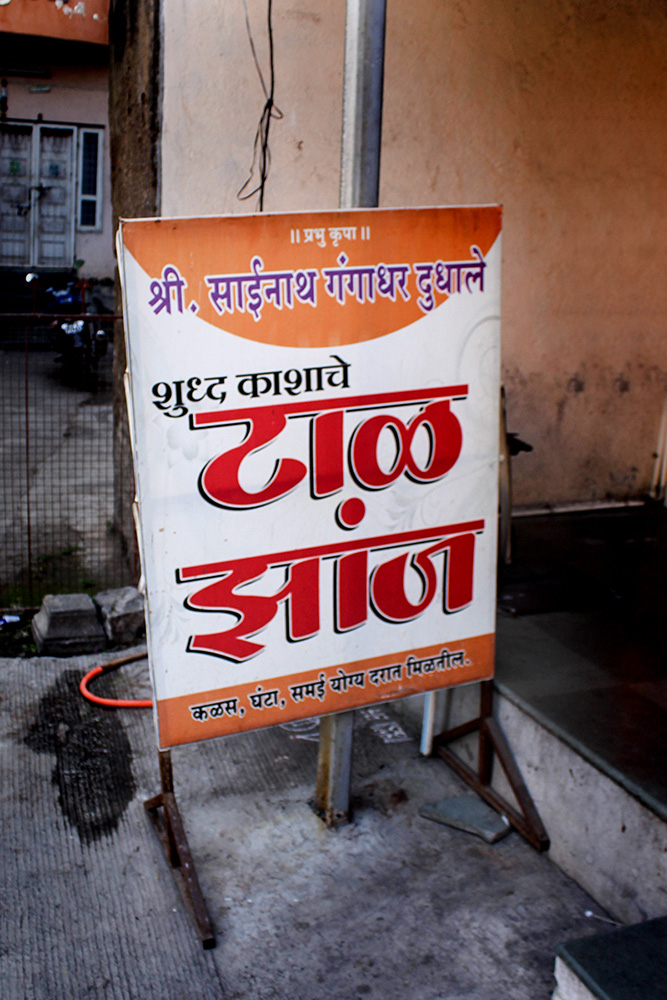 ॥ प्रभु कृपा ॥
श्री. साईनाथ गंगाधर दुधाले
शुध्द काशाचे
टाळ
झांज
कळस, घंटा, समई योग्य दरात मिळतील.